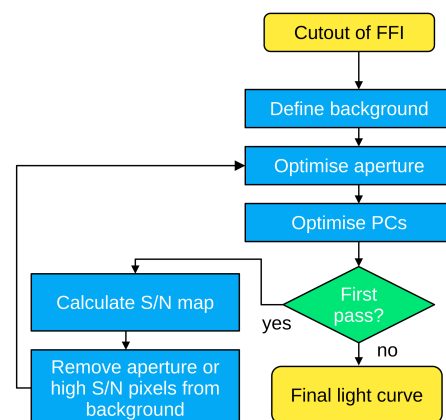 Cutout of FFI
Define background
Optimise aperture
Optimise PCs
First
pass?
yes
no
Calculate S/N map
Remove aperture or
high S/N pixels from
background
Final light curve